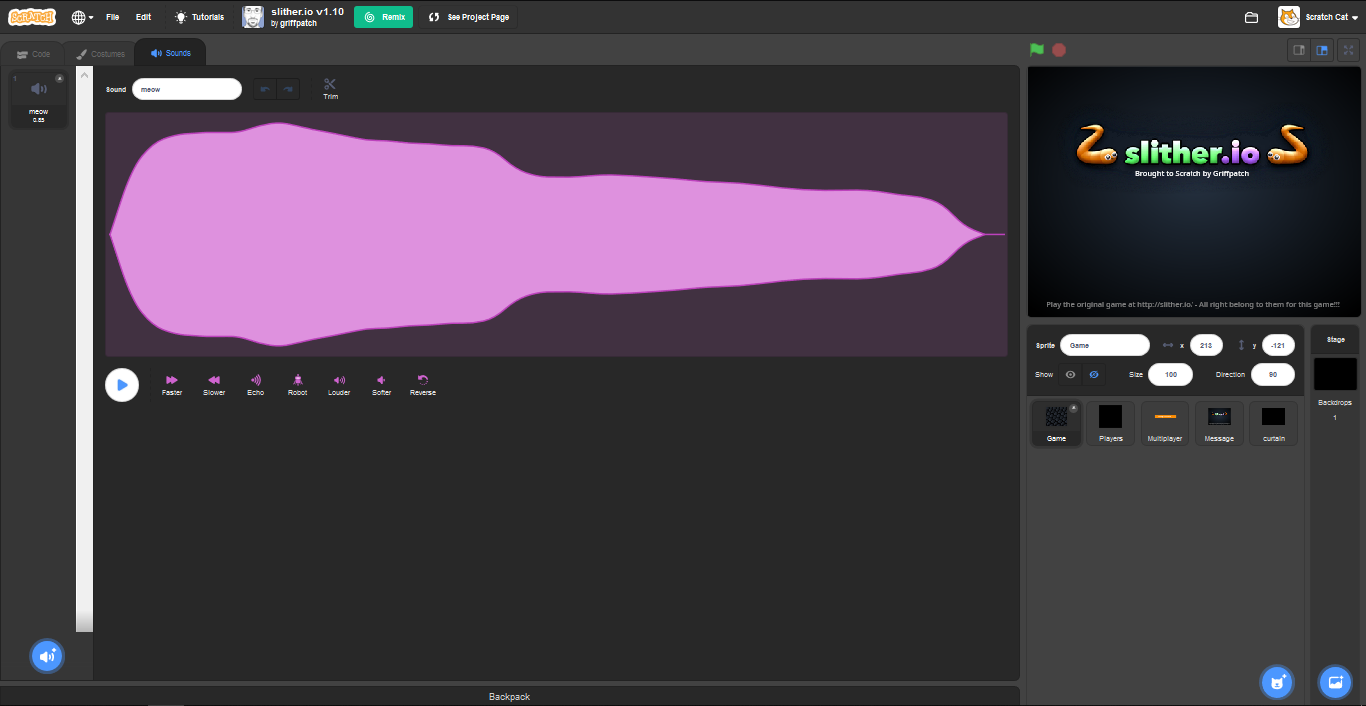 SCRATCH
File
Edit
Tutorials
slither.io v1.10
by griffpatch
Remix
See Project Page
Scratch Cat
Code
Costumes
Sounds
1
meow
0.85
Sound
meow
Trim
Faster
Slower
Echo
Robot
Louder
Softer
Reverse
Backpack
slither.io
Brought to Scratch by Griffpatch
Play the original game at http://slither.io/ - All right belong to them for this game!!!
Sprite
Game
x
213
y
-121
Show
Size
100
Direction
90
Game
Players
Multiplayer
Message
curtain
Stage
Backdrops
1